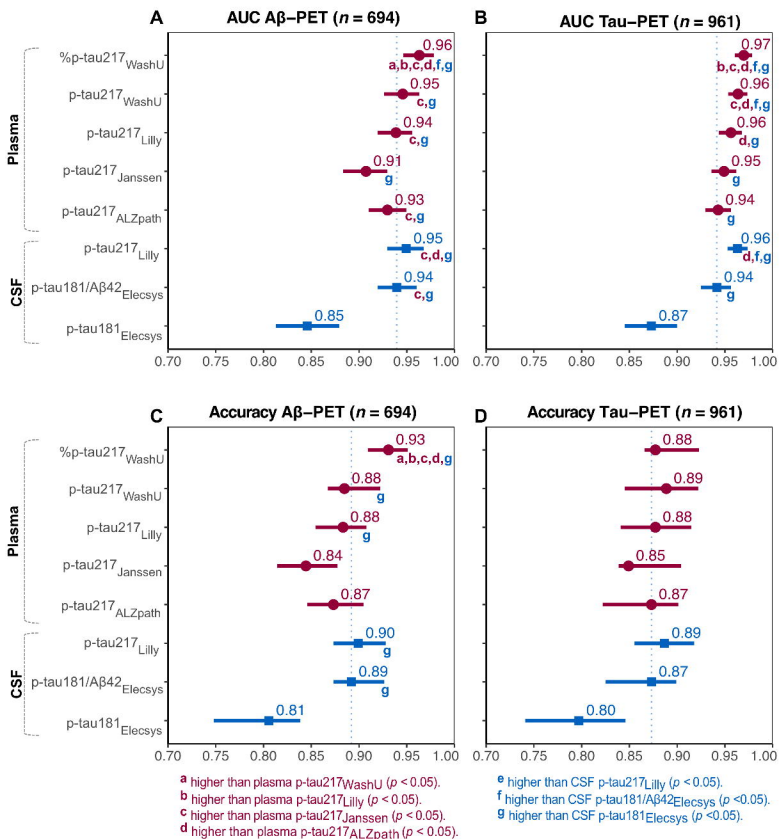 A AUC Aβ−PET (n = 694)
B AUC Tau−PET (n = 961)
Plasma
%p-tau217WashU
0.96
a,b,c,d,f,g
0.97
b,c,d,f,g
p-tau217WashU
0.95
c,g
0.96
c,d,f,g
p-tau217Lilly
0.94
c,g
0.96
d,g
p-tau217Janssen
0.91
g
0.95
g
p-tau217ALZpath
0.93
c,g
0.94
g
CSF
p-tau217Lilly
0.95
c,d,g
0.96
d,f,g
p-tau181/Aβ42Elecsys
0.94
c,g
0.94
g
p-tau181Elecsys
0.85
0.87
0.70 0.75 0.80 0.85 0.90 0.95 1.00
0.70 0.75 0.80 0.85 0.90 0.95 1.00
C Accuracy Aβ−PET (n = 694)
D Accuracy Tau−PET (n = 961)
Plasma
%p-tau217WashU
0.93
a,b,c,d,g
0.88
p-tau217WashU
0.88
g
0.89
p-tau217Lilly
0.88
g
0.88
p-tau217Janssen
0.84
0.85
p-tau217ALZpath
0.87
0.87
CSF
p-tau217Lilly
0.90
g
0.89
p-tau181/Aβ42Elecsys
0.89
g
0.87
p-tau181Elecsys
0.81
0.80
0.70 0.75 0.80 0.85 0.90 0.95 1.00
0.70 0.75 0.80 0.85 0.90 0.95 1.00
a higher than plasma p-tau217WashU (p < 0.05).
b higher than plasma p-tau217Lilly (p < 0.05).
c higher than plasma p-tau217Janssen (p < 0.05).
d higher than plasma p-tau217ALZpath (p < 0.05).
e higher than CSF p-tau217Lilly (p < 0.05).
f higher than CSF p-tau181/Aβ42Elecsys (p < 0.05).
g higher than CSF p-tau181Elecsys (p < 0.05).